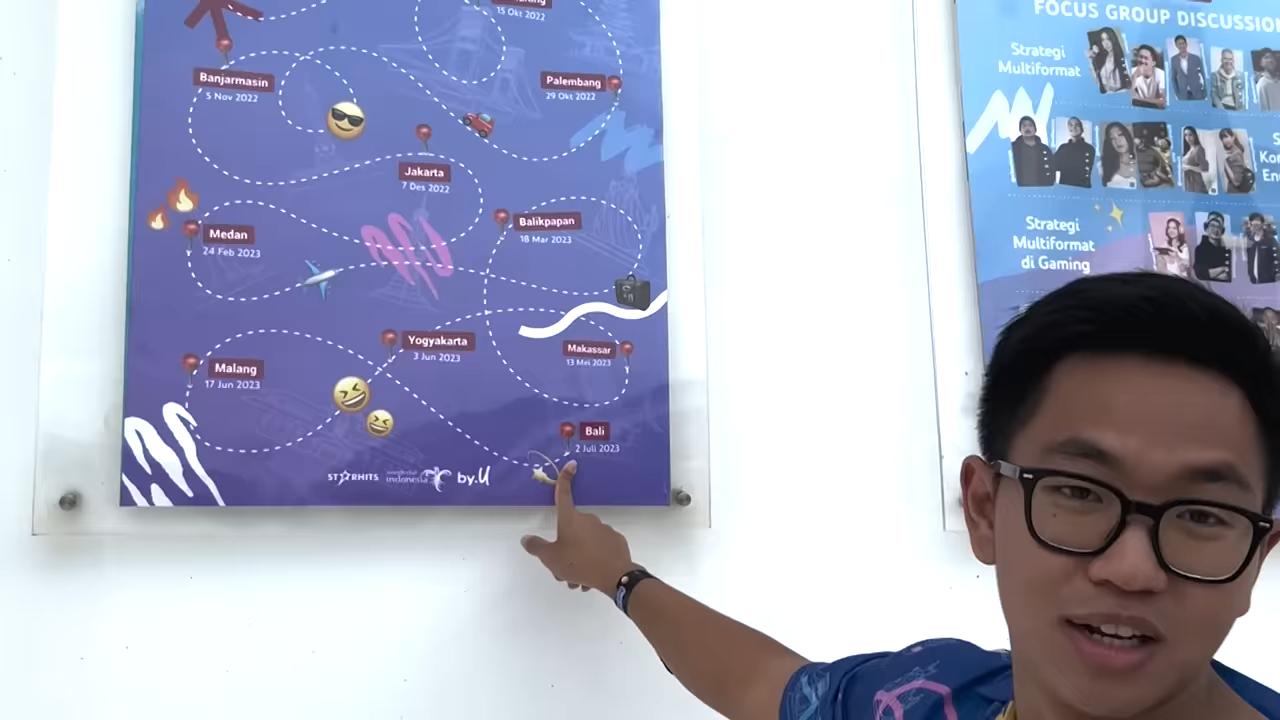 15 Okt 2022
Banjarmasin
5 Nov 2022
Palembang
29 Okt 2022
Jakarta
7 Des 2022
Medan
24 Feb 2023
Balikpapan
18 Mar 2023
Yogyakarta
3 Jun 2023
Makassar
13 Mei 2023
Malang
17 Jun 2023
Bali
2 Juli 2023
STARHITS
wonderful
indonesia
by.U
FOCUS GROUP DISCUSSION
Strategi
Multiformat
Strategi
Multiformat
di Gaming